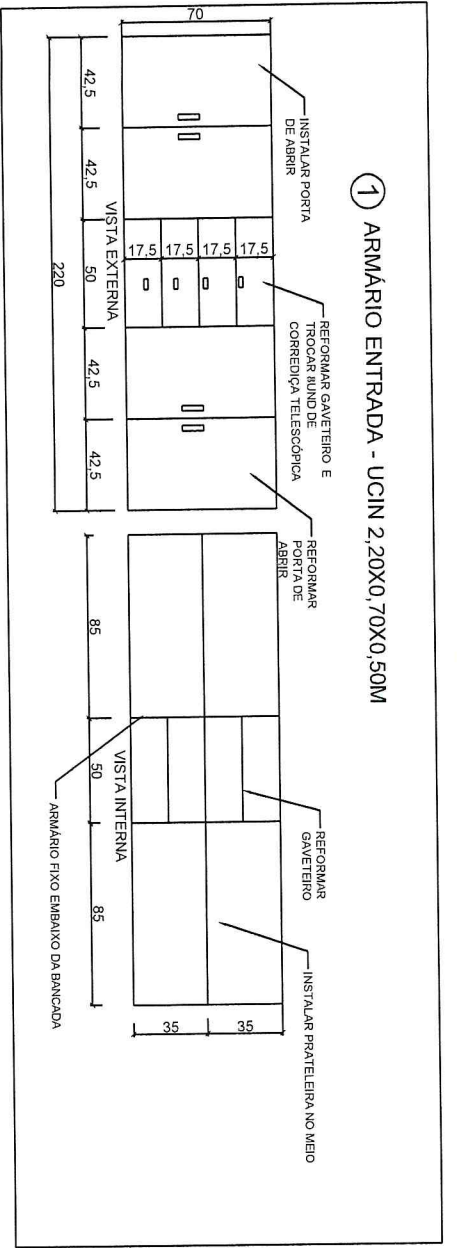 1 ARMÁRIO ENTRADA - UCIN 2,20X0,70X0,50M
INSTALAR PORTA
DE ABRIR
REFORMAR GAVETEIRO E
TROCAR 8UND DE
CORREDIÇA TELESCÓPICA
REFORMAR
PORTA DE
ABRIR
70
17,5
17,5
17,5
17,5
42,5
42,5
50
42,5
42,5
VISTA EXTERNA
220
REFORMAR
GAVETEIRO
INSTALAR PRATELEIRA NO MEIO
35
35
85
50
85
VISTA INTERNA
ARMÁRIO FIXO EMBAIXO DA BANCADA